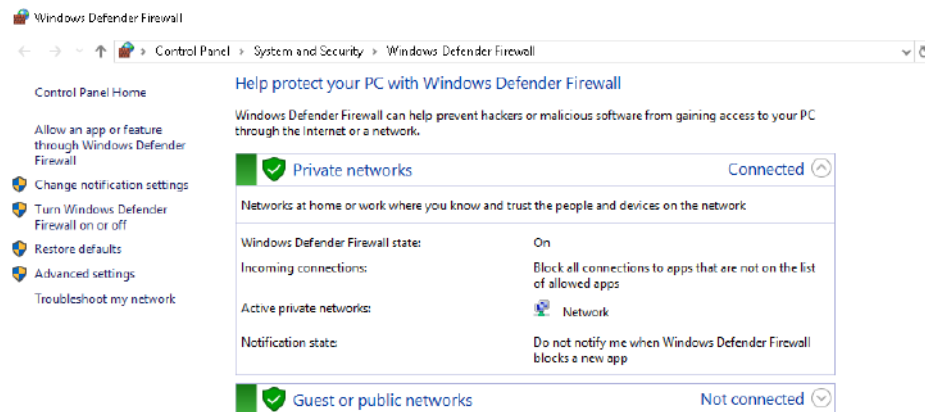 Windows Defender Firewall
Control Panel > System and Security > Windows Defender Firewall
Control Panel Home
Allow an app or feature
through Windows Defender
Firewall
Change notification settings
Turn Windows Defender
Firewall on or off
Restore defaults
Advanced settings
Troubleshoot my network
Help protect your PC with Windows Defender Firewall
Windows Defender Firewall can help prevent hackers or malicious software from gaining access to your PC
through the Internet or a network.
Private networks Connected
Networks at home or work where you know and trust the people and devices on the network
Windows Defender Firewall state: On
Incoming connections: Block all connections to apps that are not on the list
of allowed apps
Active private networks: Network
Notification state: Do not notify me when Windows Defender Firewall
blocks a new app
Guest or public networks Not connected